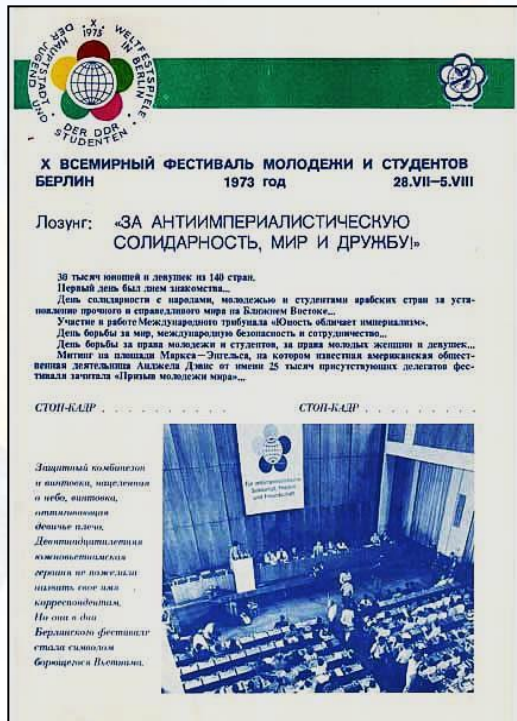 X. WELTFESTSPIELE
1973
IN BERLIN
HAUPTSTADT
DER DDR
DER JUGEND UND STUDENTEN
X ВСЕМИРНЫЙ ФЕСТИВАЛЬ МОЛОДЕЖИ И СТУДЕНТОВ
БЕРЛИН 1973 год 28.VII—5.VIII
Лозунг: «ЗА АНТИИМПЕРИАЛИСТИЧЕСКУЮ
СОЛИДАРНОСТЬ, МИР И ДРУЖБУ!»
30 тысяч юношей и девушек из 140 стран.
Первый день был днем знакомства...
День солидарности с народами, молодежью и студентами арабских стран за уста-
новление прочного и справедливого мира на Ближнем Востоке...
Участие в работе Международного трибунала «Юность обличает империализм».
День борьбы за мир, международную безопасность и сотрудничество...
День борьбы за права молодежи и студентов, за права молодых женщин и девушек...
Митинг на площади Маркса—Энгельса, на котором известная американская общест-
венная деятельница Анджела Дэвис от имени 25 тысяч присутствующих делегатов фес-
тиваля зачитала «Призыв молодежи мира»...
СТОП-КАДР . . . . . . . . . . СТОП-КАДР . . . . . . . . . .
Защитный комбинезон
и винтовка, нацеленная
в небо, винтовка,
оттягивающая
девичье плечо.
Девятнадцатилетняя
южновьетнамская
героиня не пожелала
назвать свое имя
корреспондентам.
Но она в дни
Берлинского фестиваля
стала символом
борющегося Вьетнама.
Für antiimperialistische
Solidarität, Frieden
und Freundschaft